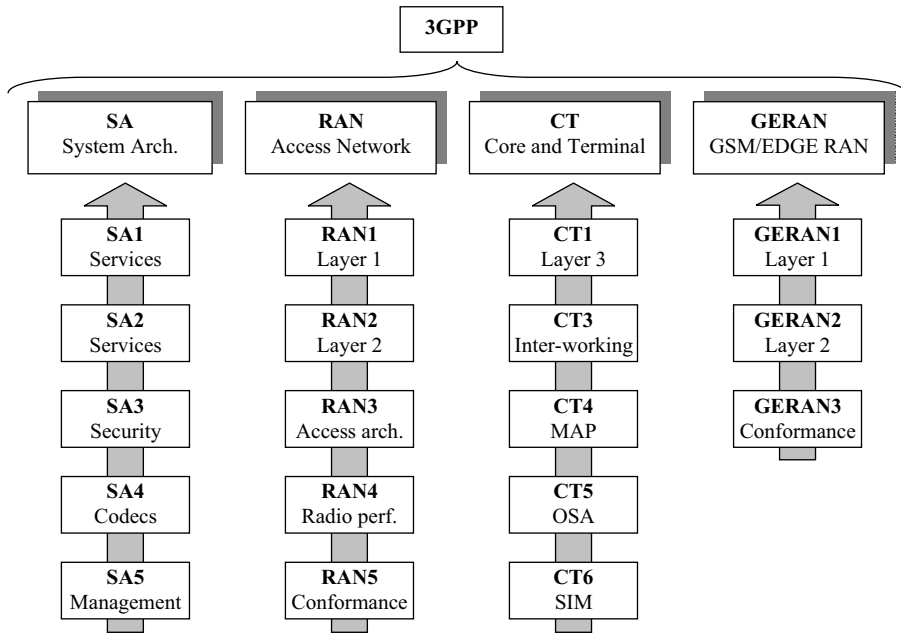 3GPP
SA
System Arch.
RAN
Access Network
CT
Core and Terminal
GERAN
GSM/EDGE RAN
SA1
Services
SA2
Services
SA3
Security
SA4
Codecs
SA5
Management
RAN1
Layer 1
RAN2
Layer 2
RAN3
Access arch.
RAN4
Radio perf.
RAN5
Conformance
CT1
Layer 3
CT3
Inter-working
CT4
MAP
CT5
OSA
CT6
SIM
GERAN1
Layer 1
GERAN2
Layer 2
GERAN3
Conformance